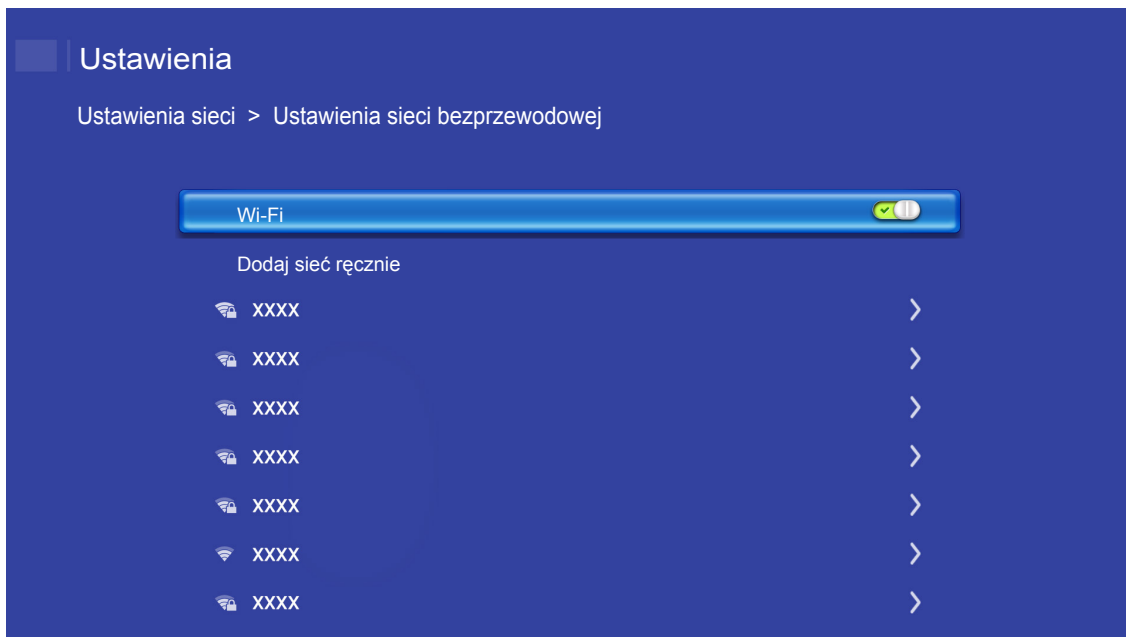 Ustawienia
Ustawienia sieci > Ustawienia sieci bezprzewodowej
Wi-Fi
Dodaj sieć ręcznie
XXXX
XXXX
XXXX
XXXX
XXXX
XXXX
XXXX